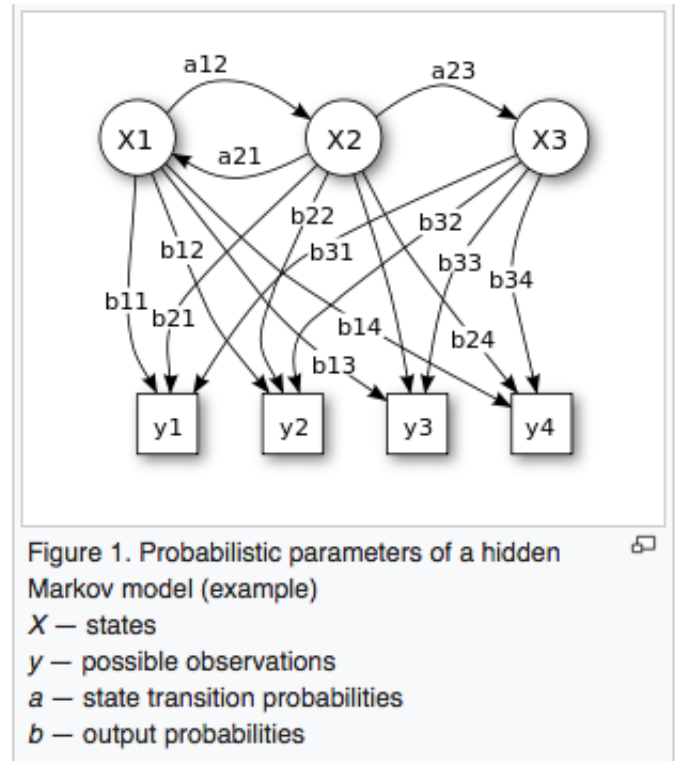 a12
a23
X1
X2
X3
a21
b22
b32
b12
b31
b33
b34
b11
b21
b14
b24
b13
y1
y2
y3
y4
Figure 1. Probabilistic parameters of a hidden
Markov model (example)
X — states
y — possible observations
a — state transition probabilities
b — output probabilities